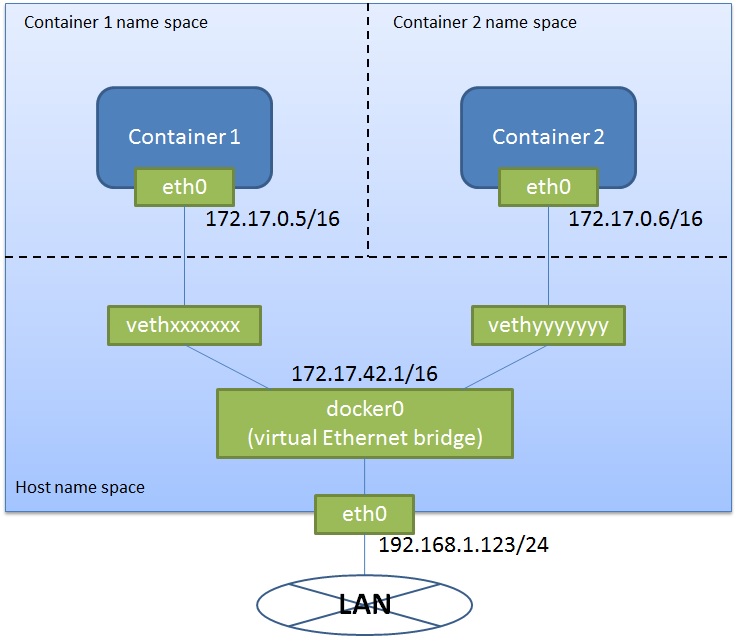 Container 1 name space
Container 2 name space
Container 1
Container 2
eth0
eth0
172.17.0.5/16
172.17.0.6/16
vethxxxxxxx
vethyyyyyyy
172.17.42.1/16
docker0
(virtual Ethernet bridge)
Host name space
eth0
192.168.1.123/24
LAN